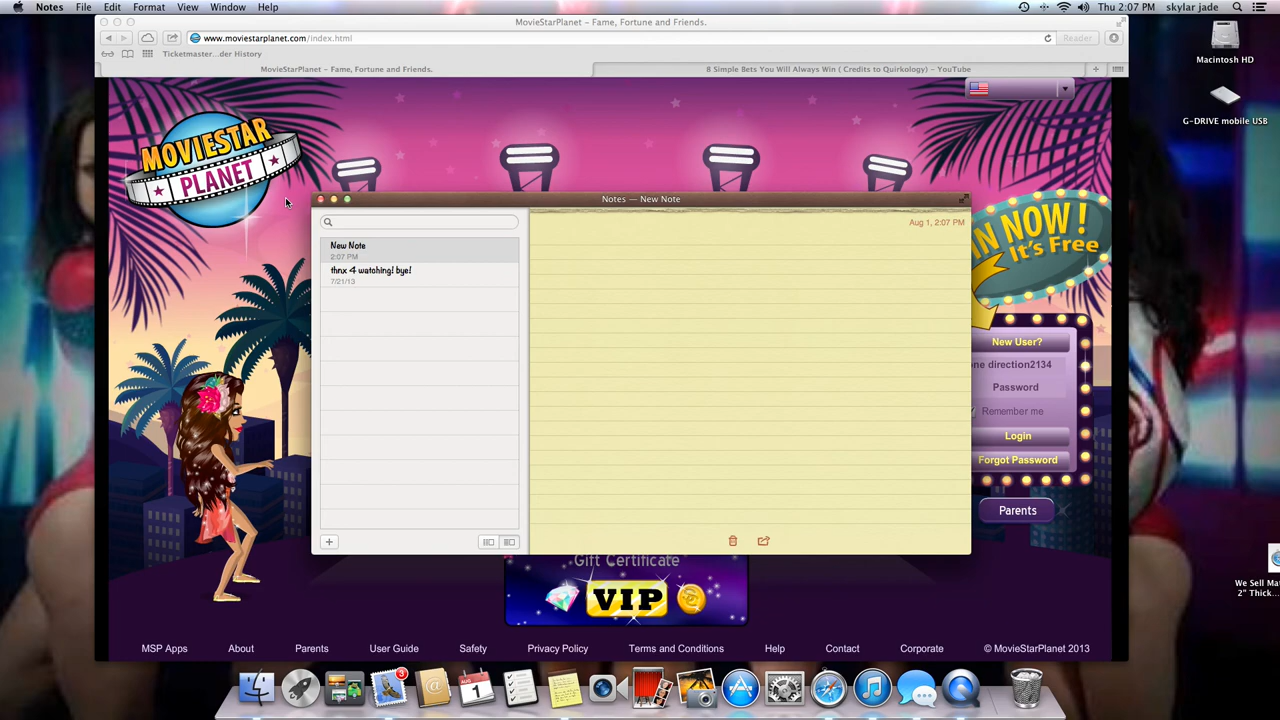 Notes File Edit Format View Window Help
Thu 2:07 PM skylar jade
MovieStarPlanet – Fame, Fortune and Friends.
www.moviestarplanet.com/index.html
Reader
Ticketmaster...der History
MovieStarPlanet – Fame, Fortune and Friends.
8 Simple Bets You Will Always Win ( Credits to Quirkology) – YouTube
Macintosh HD
G-DRIVE mobile USB
MOVIESTAR
PLANET
Notes — New Note
Aug 1, 2:07 PM
New Note
2:07 PM
thnx 4 watching! bye!
7/21/13
IN NOW!
It's Free
New User?
ne direction2134
Password
Remember me
Login
Forgot Password
Parents
Gift Certificate
VIP
We Sell Ma
2" Thick...
MSP Apps About Parents User Guide Safety Privacy Policy Terms and Conditions Help Contact Corporate © MovieStarPlanet 2013
3
AUG
1